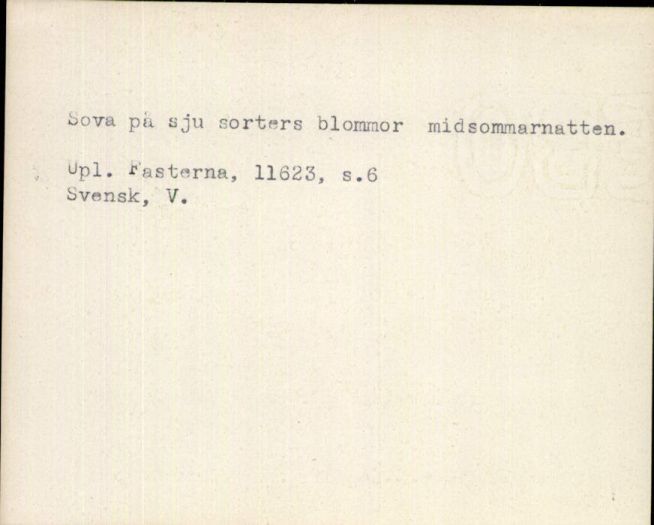 Sova på sju sorters blommor midsommarnatten.
Upl. Fasterna, 11623, s.6
Svensk, V.